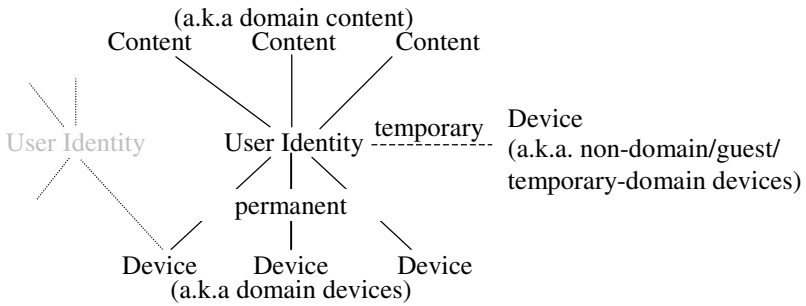 (a.k.a domain content)
Content Content Content
User Identity User Identity temporary Device
(a.k.a. non-domain/guest/
temporary-domain devices)
permanent
Device Device Device
(a.k.a domain devices)